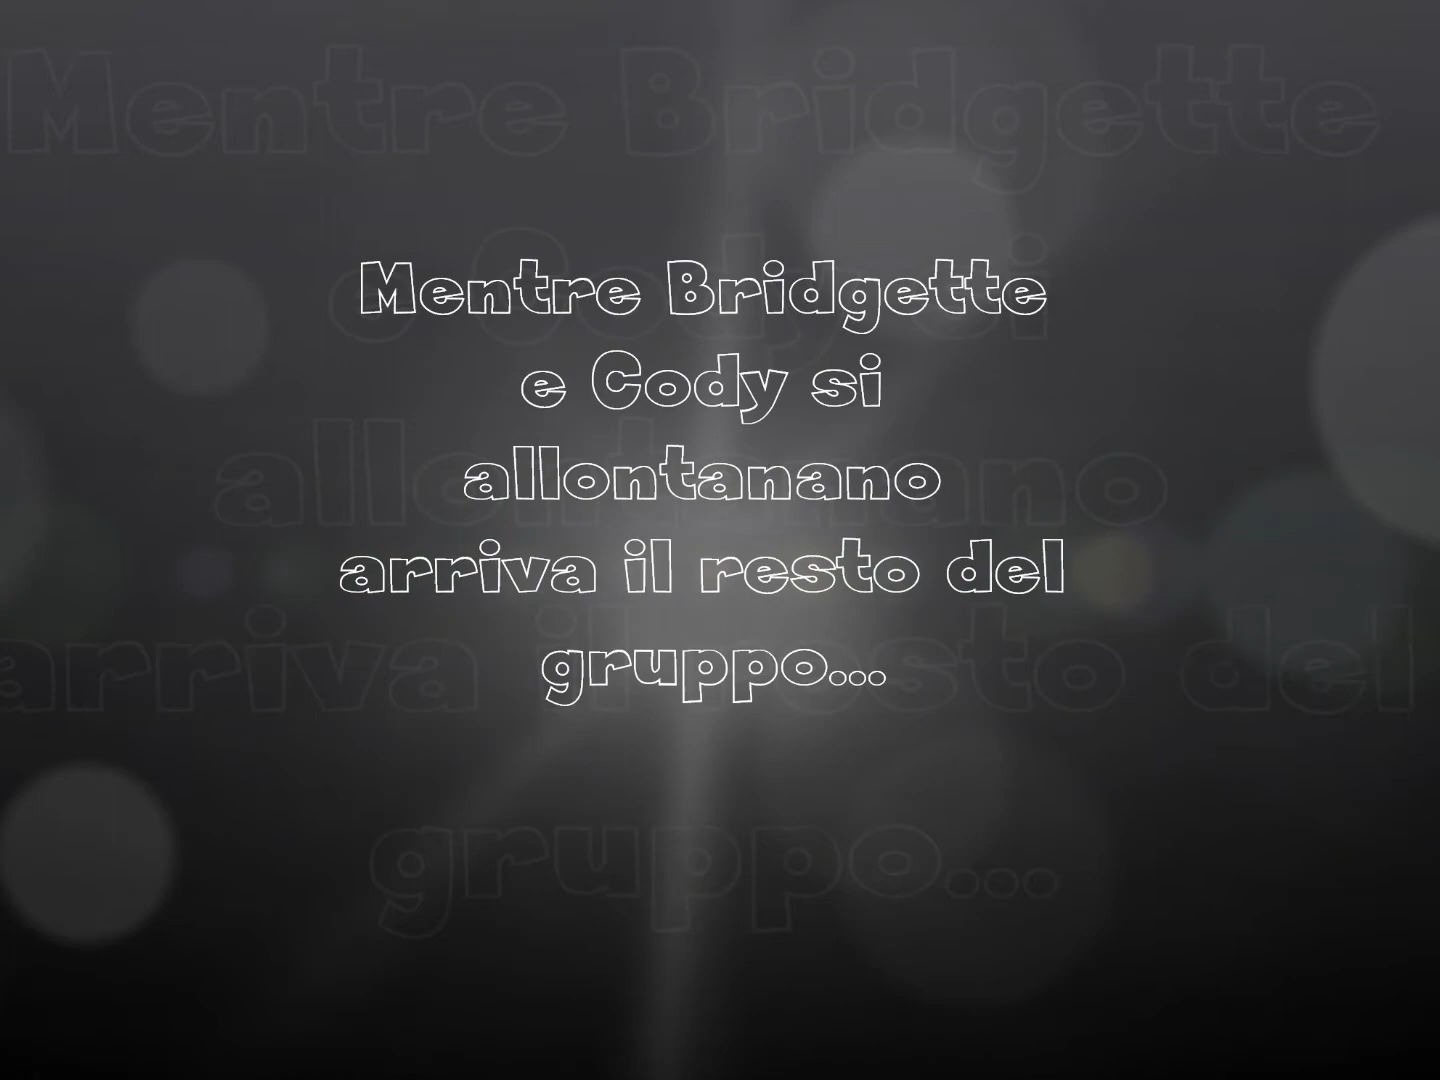 Mentre Bridgette
e Cody si
allontanano
arriva il resto del
gruppo...